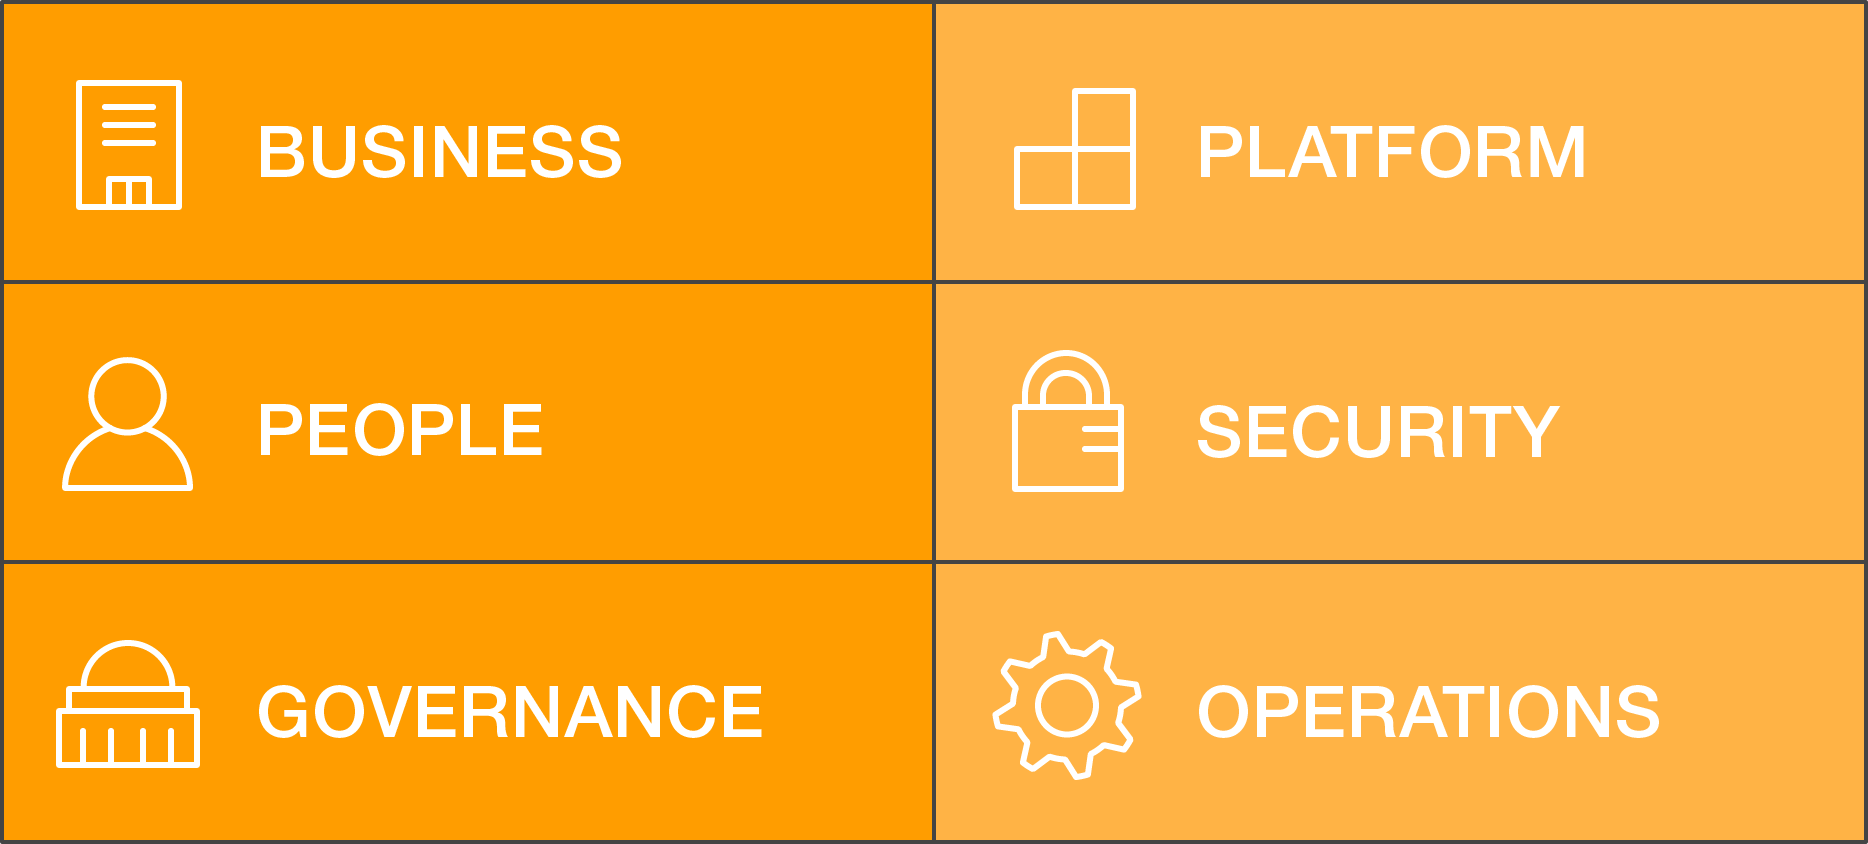 BUSINESS
PLATFORM
PEOPLE
SECURITY
GOVERNANCE
OPERATIONS